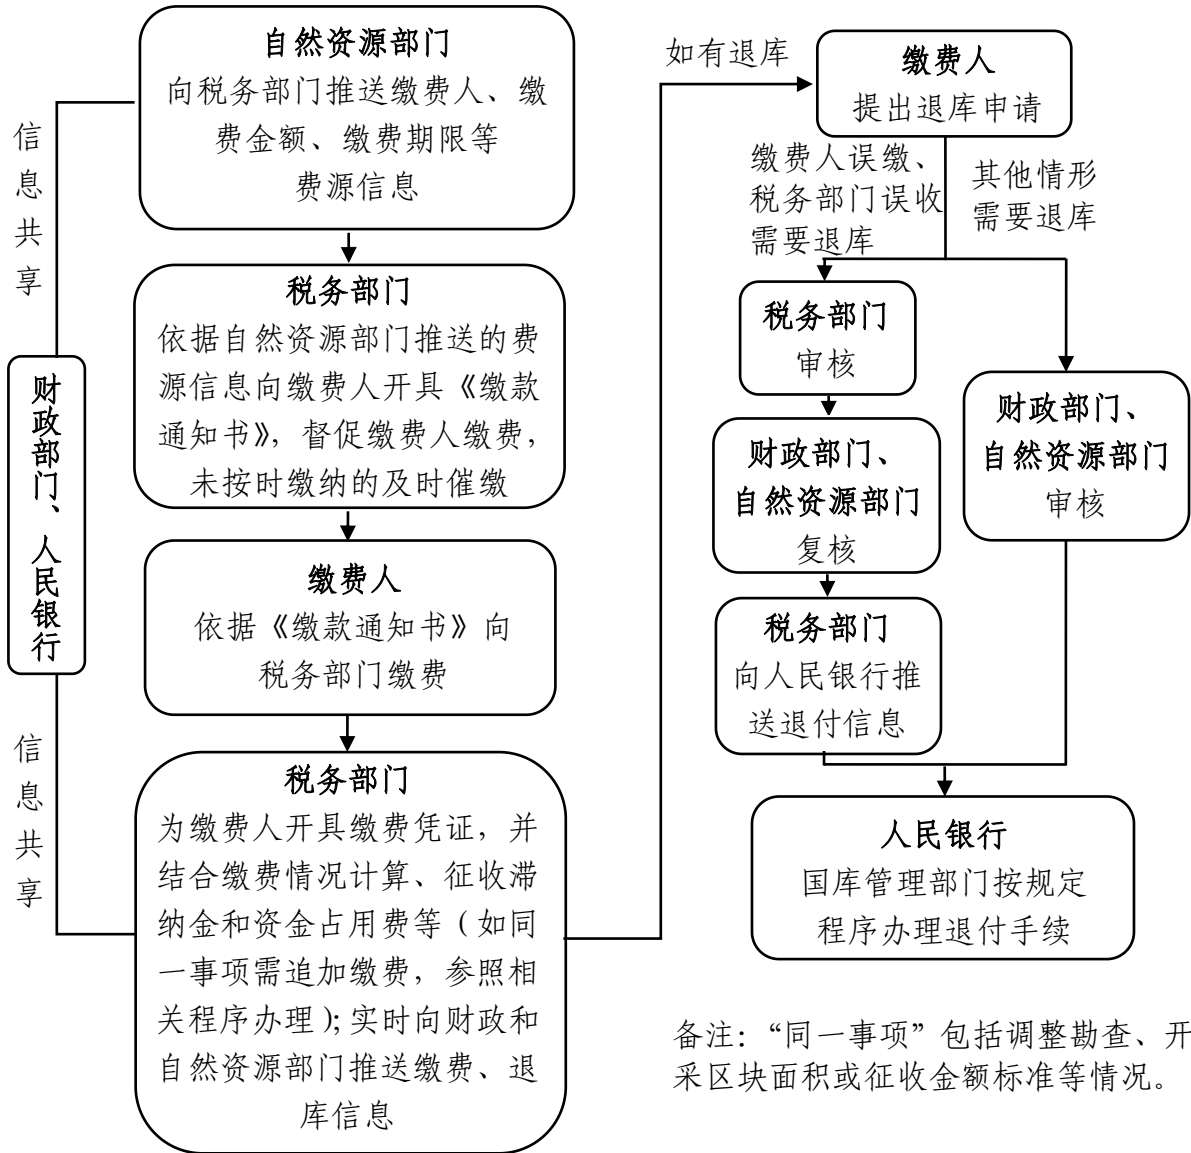 自然资源部门
向税务部门推送缴费人、缴
费金额、缴费期限等
费源信息
信息共享
税务部门
依据自然资源部门推送的费
源信息向缴费人开具《缴款
通知书》，督促缴费人缴费，
未按时缴纳的及时催缴
财政部门、人民银行
缴费人
依据《缴款通知书》向
税务部门缴费
信息共享
税务部门
为缴费人开具缴费凭证，并
结合缴费情况计算、征收滞
纳金和资金占用费等（如同
一事项需追加缴费，参照相
关程序办理）；实时向财政和
自然资源部门推送缴费、退
库信息
如有退库
缴费人
提出退库申请
缴费人误缴、
税务部门误收
需要退库
其他情形
需要退库
税务部门
审核
财政部门、
自然资源部门
复核
税务部门
向人民银行推
送退付信息
财政部门、
自然资源部门
审核
人民银行
国库管理部门按规定
程序办理退付手续
备注：“同一事项”包括调整勘查、开
采区块面积或征收金额标准等情况。